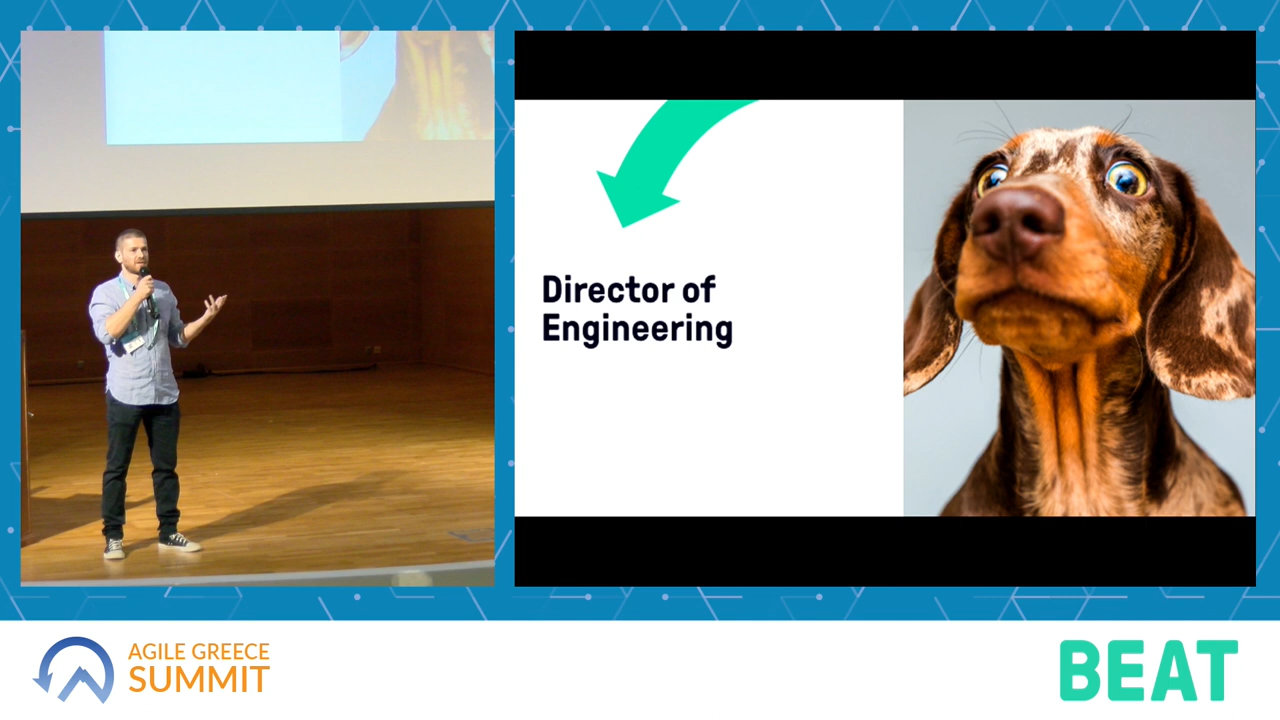 Director of
Engineering
AGILE GREECE
SUMMIT
BEAT